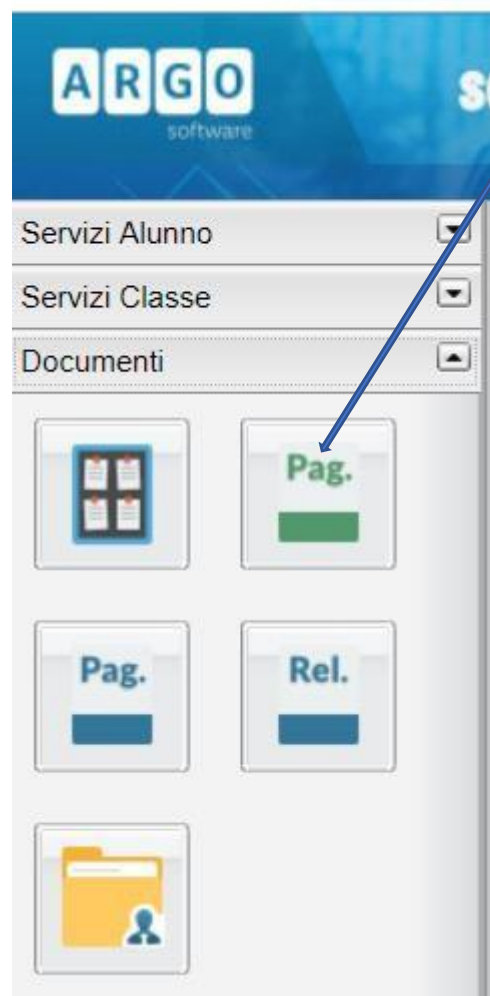 ARGO
software
Servizi Alunno
Servizi Classe
Documenti
Pag.
Pag. Rel.